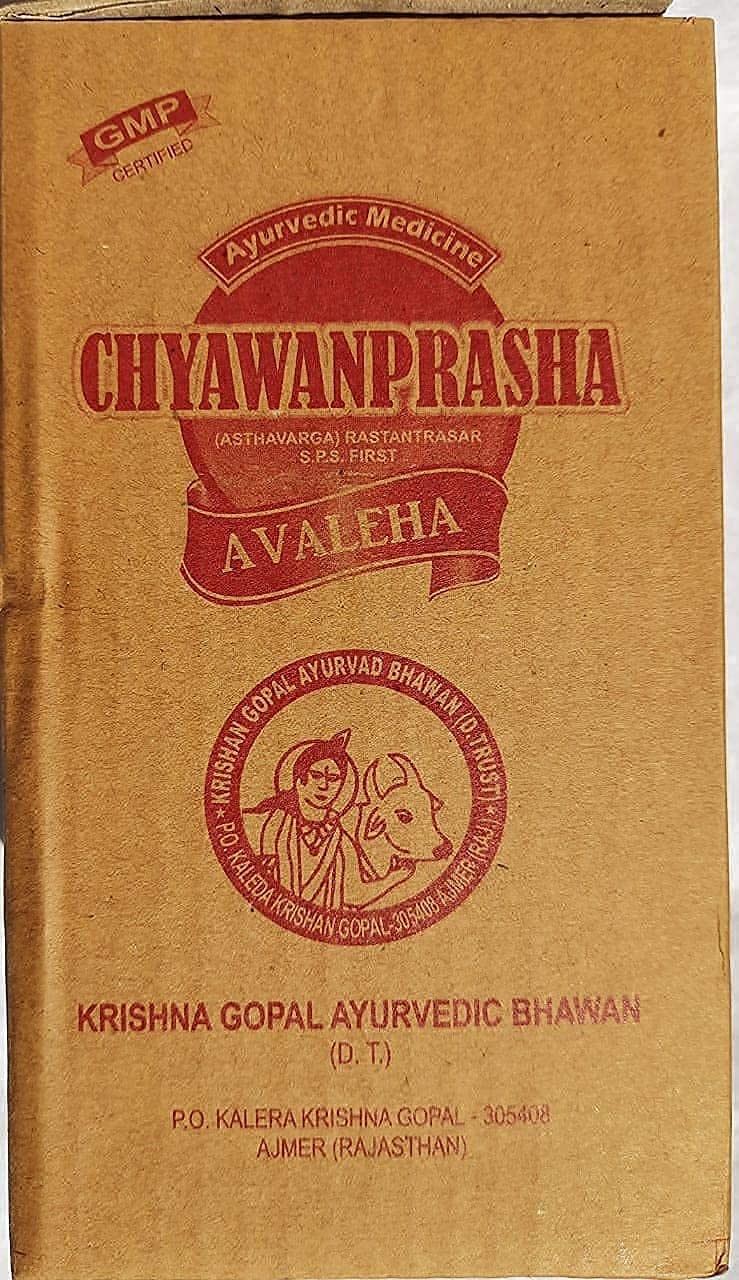 GMP
CERTIFIED
Ayurvedic Medicine
CHYAWANPRASHA
(ASTHAVARGA) RASTANTRASAR
S.P.S. FIRST
AVALEHA
★ KRISHAN GOPAL AYURVAD BHAWAN (D.TRUST) ★
P.O. KALEDA KRISHAN GOPAL-305408 AJMER (RAJ.)
KRISHNA GOPAL AYURVEDIC BHAWAN
(D. T.)
P.O. KALERA KRISHNA GOPAL - 305408
AJMER (RAJASTHAN)